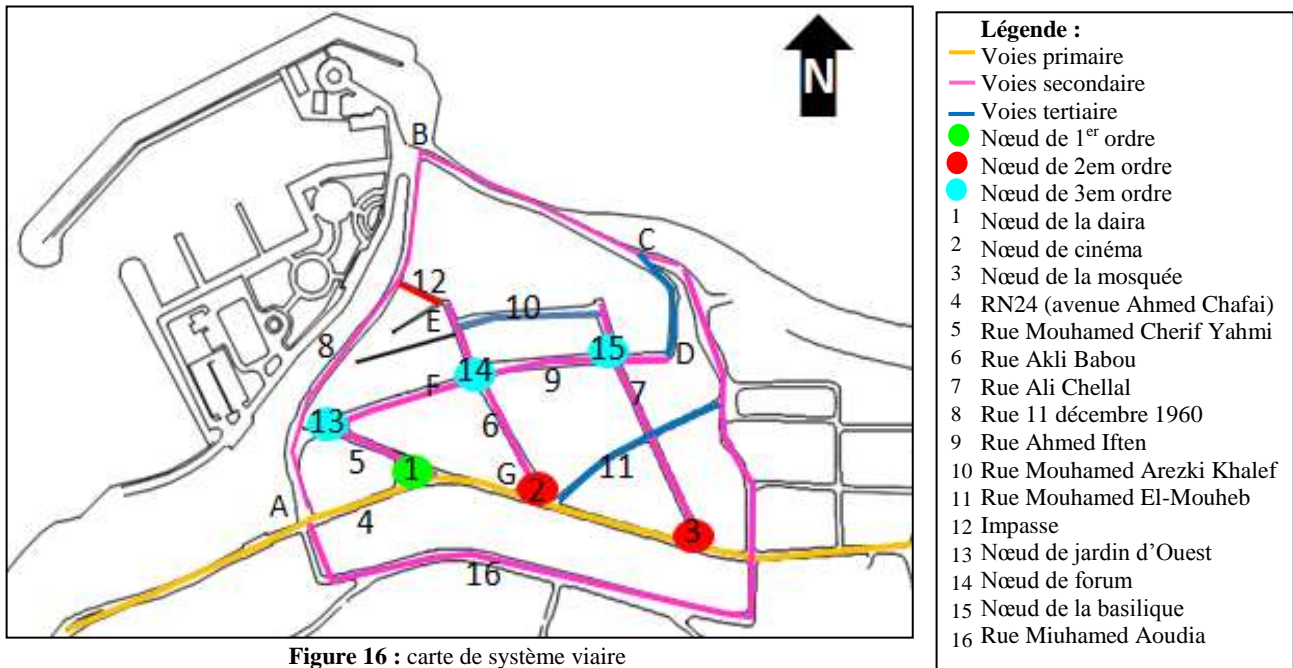 N
B
C
12
10
E
8
15
D
14
9
F
7
13
6
5
11
1
G
2
A
4
3
16
Figure 16 : carte de système viaire
Légende :
Voies primaire
Voies secondaire
Voies tertiaire
Nœud de 1er ordre
Nœud de 2em ordre
Nœud de 3em ordre
1 Nœud de la daira
2 Nœud de cinéma
3 Nœud de la mosquée
4 RN24 (avenue Ahmed Chafai)
5 Rue Mouhamed Cherif Yahmi
6 Rue Akli Babou
7 Rue Ali Chellal
8 Rue 11 décembre 1960
9 Rue Ahmed Iften
10 Rue Mouhamed Arezki Khalef
11 Rue Mouhamed El-Mouheb
12 Impasse
13 Nœud de jardin d’Ouest
14 Nœud de forum
15 Nœud de la basilique
16 Rue Miuhamed Aoudia